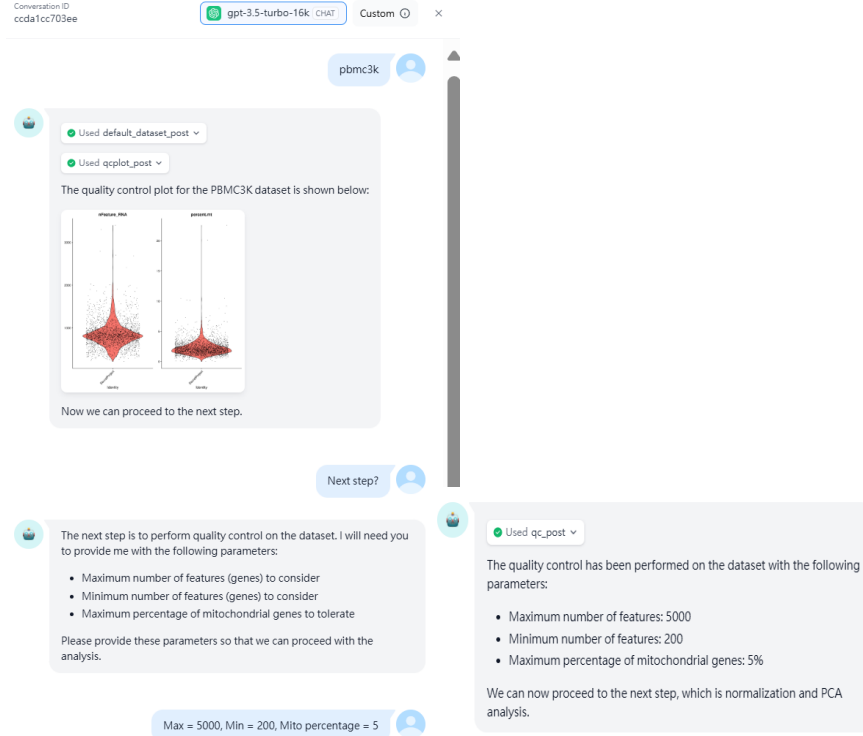 Conversation ID
ccda1cc703ee
gpt-3.5-turbo-16k CHAT
Custom
pbmc3k
Used default_dataset_post
Used qcplot_post
The quality control plot for the PBMC3K dataset is shown below:
nFeature_RNA
percent.mt
Identity
Identity
Now we can proceed to the next step.
Next step?
The next step is to perform quality control on the dataset. I will need you
to provide me with the following parameters:
• Maximum number of features (genes) to consider
• Minimum number of features (genes) to consider
• Maximum percentage of mitochondrial genes to tolerate
Please provide these parameters so that we can proceed with the
analysis.
Max = 5000, Min = 200, Mito percentage = 5
Used qc_post
The quality control has been performed on the dataset with the following
parameters:
• Maximum number of features: 5000
• Minimum number of features: 200
• Maximum percentage of mitochondrial genes: 5%
We can now proceed to the next step, which is normalization and PCA
analysis.